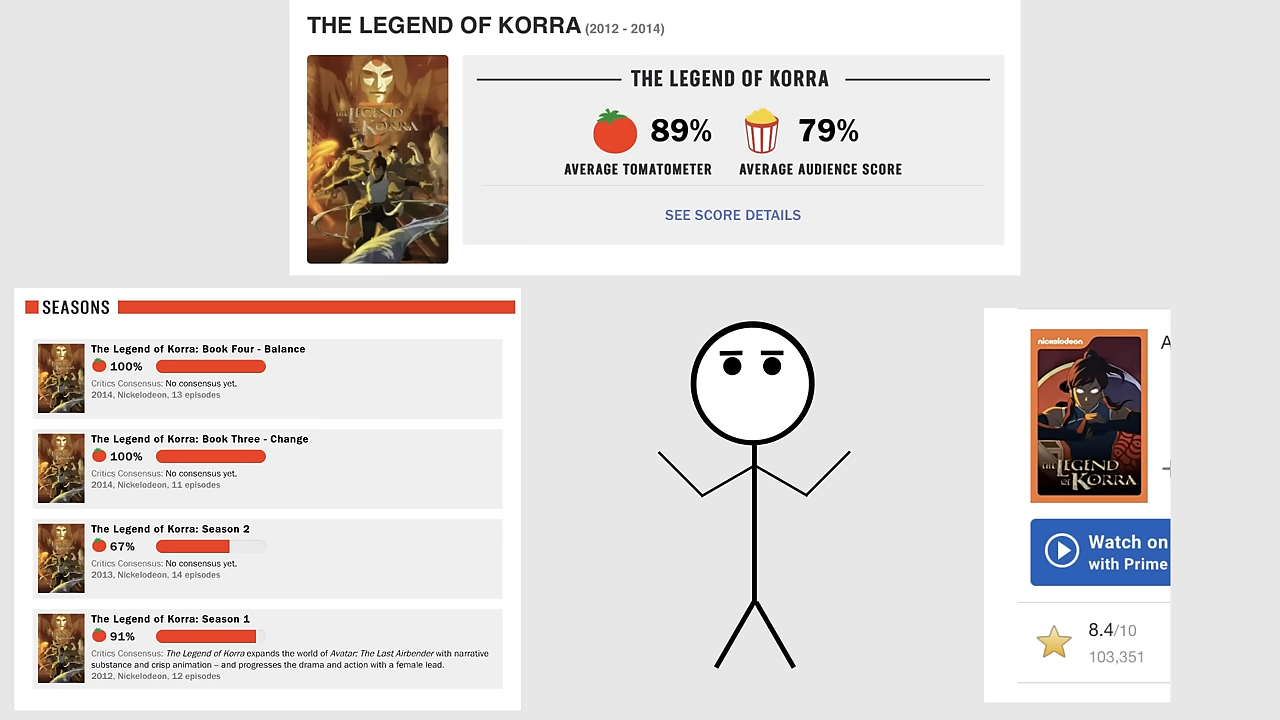 THE LEGEND OF KORRA (2012 - 2014)
THE LEGEND OF KORRA
THE LEGEND OF KORRA
89% 79%
AVERAGE TOMATOMETER AVERAGE AUDIENCE SCORE
SEE SCORE DETAILS
SEASONS
The Legend of Korra: Book Four - Balance
100%
Critics Consensus: No consensus yet.
2014, Nickelodeon, 13 episodes
The Legend of Korra: Book Three - Change
100%
Critics Consensus: No consensus yet.
2014, Nickelodeon, 11 episodes
The Legend of Korra: Season 2
67%
Critics Consensus: No consensus yet.
2013, Nickelodeon, 14 episodes
The Legend of Korra: Season 1
91%
Critics Consensus: The Legend of Korra expands the world of Avatar: The Last Airbender with narrative
substance and crisp animation – and progresses the drama and action with a female lead.
2012, Nickelodeon, 12 episodes
A
nickelodeon
THE LEGEND
OF KORRA
Watch on
with Prime
8.4/10
103,351